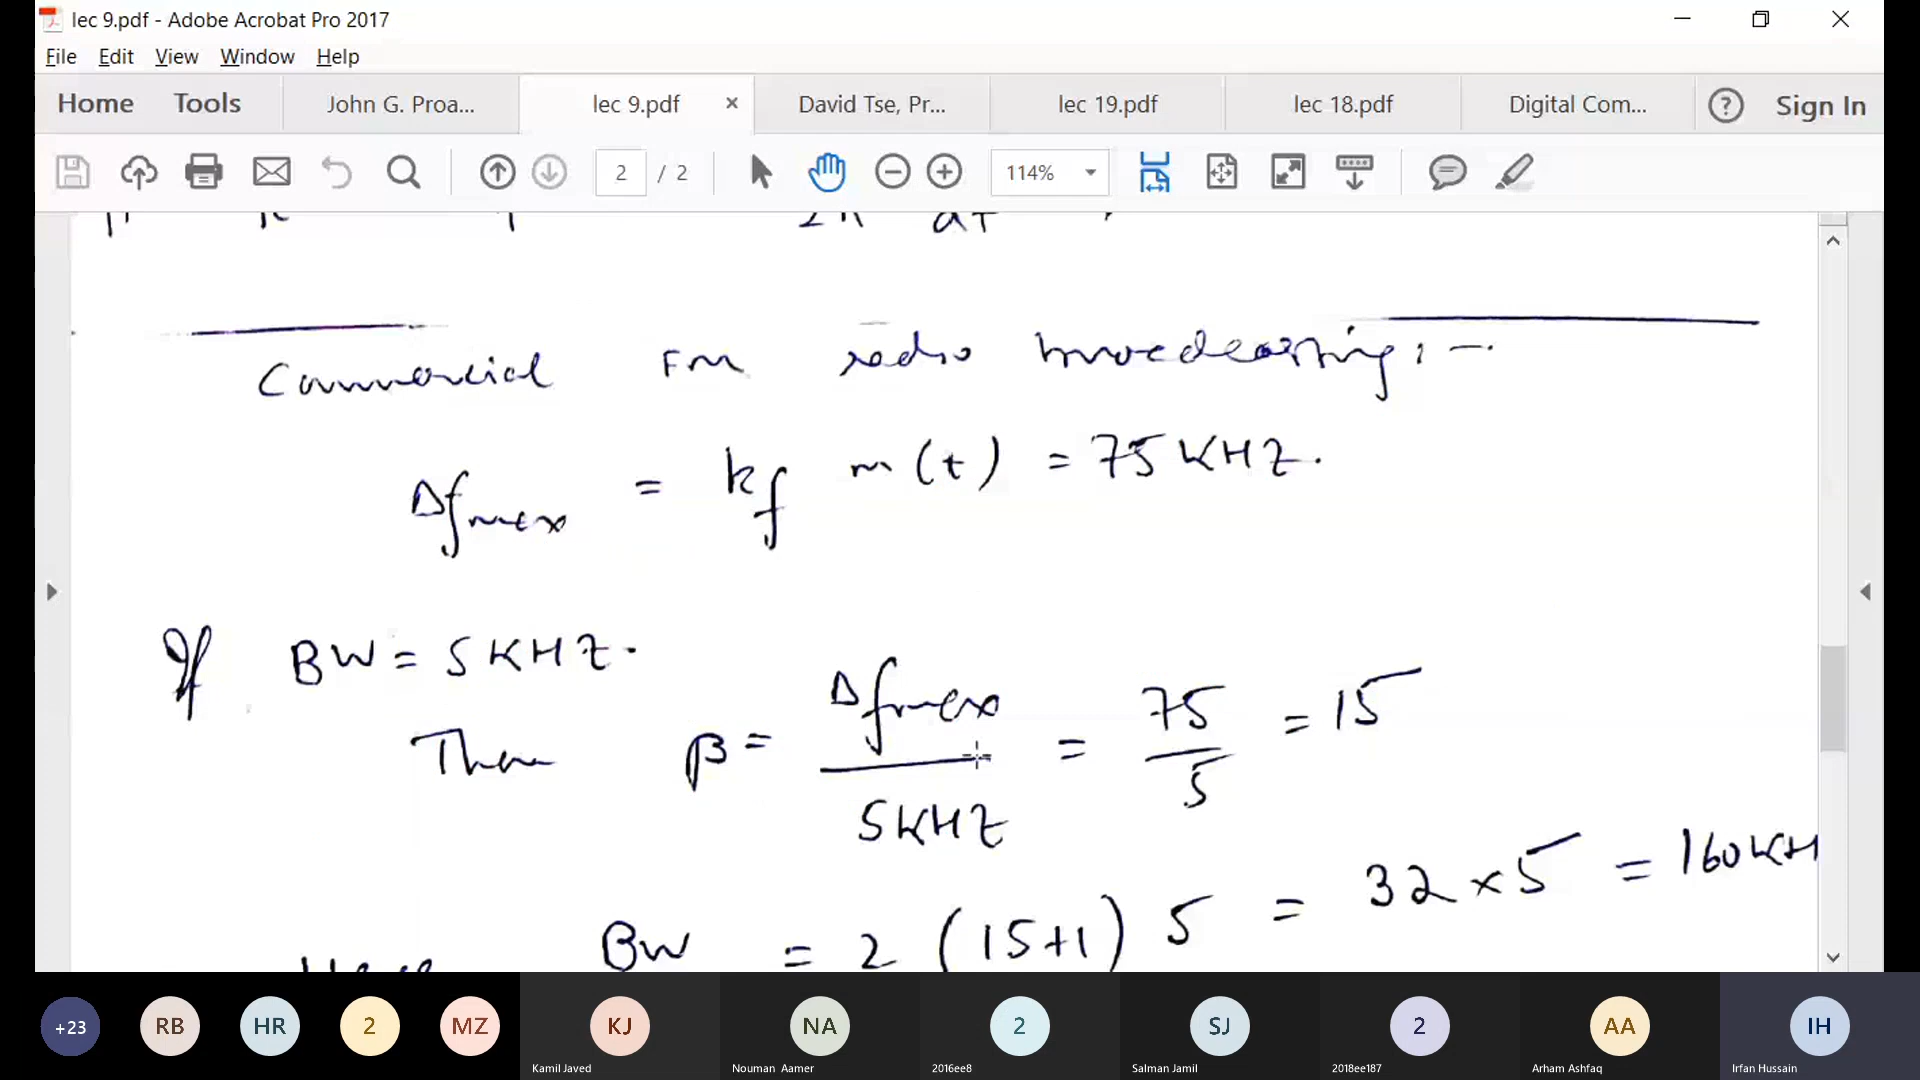 lec 9.pdf - Adobe Acrobat Pro 2017
File Edit View Window Help
Home Tools John G. Proa... lec 9.pdf × David Tse, Pr... lec 19.pdf lec 18.pdf Digital Com... ? Sign In
2 / 2 114%
Commercial FM radio broadcasting :-
Δfmax = kf m(t) = 75 KHZ.
If BW = 5 KHZ.
Then β = Δfmax / 5KHZ = 75 / 5 = 15
BW = 2 (15+1) 5 = 32 × 5 = 160 KH
+23 RB HR 2 MZ KJ NA 2 SJ 2 AA IH
Kamil Javed Nouman Aamer 2016ee8 Salman Jamil 2018ee187 Arham Ashfaq Irfan Hussain